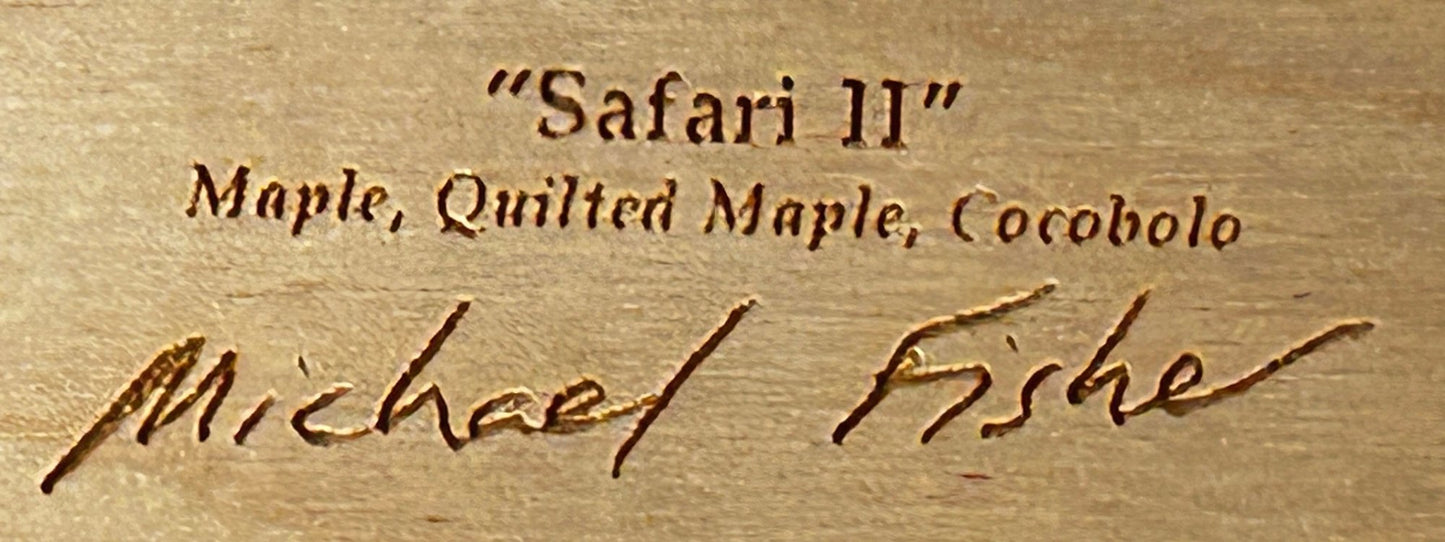 "Safari II"
Maple, Quilted Maple, Cocobolo
Michael Fisher